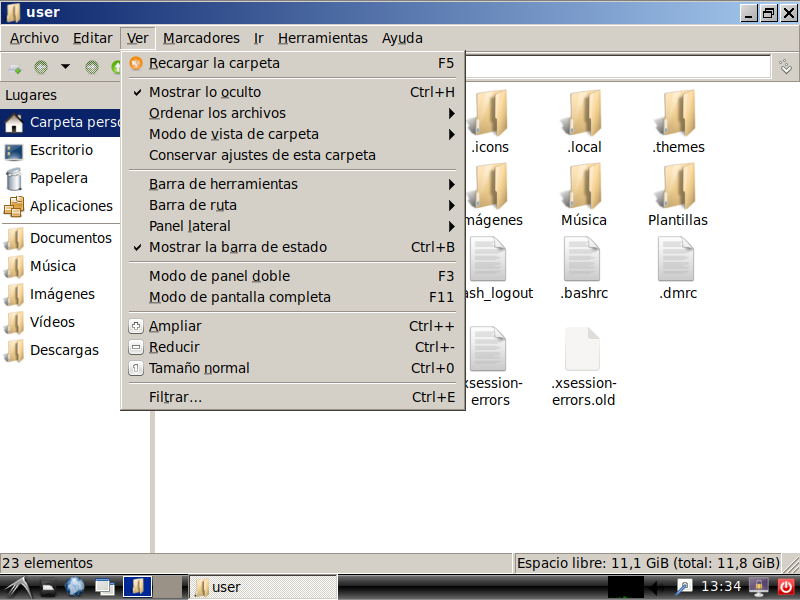 user
Archivo Editar Ver Marcadores Ir Herramientas Ayuda
Lugares
Carpeta perso
Escritorio
Papelera
Aplicaciones
Documentos
Música
Imágenes
Vídeos
Descargas
Recargar la carpeta F5
Mostrar lo oculto Ctrl+H
Ordenar los archivos
Modo de vista de carpeta
Conservar ajustes de esta carpeta
Barra de herramientas
Barra de ruta
Panel lateral
Mostrar la barra de estado Ctrl+B
Modo de panel doble F3
Modo de pantalla completa F11
Ampliar Ctrl++
Reducir Ctrl+-
Tamaño normal Ctrl+0
Filtrar... Ctrl+E
.icons .local .themes
mágenes Música Plantillas
ash_logout .bashrc .dmrc
xsession-
errors
.xsession-
errors.old
23 elementos
Espacio libre: 11,1 GiB (total: 11,8 GiB)
user
13:34